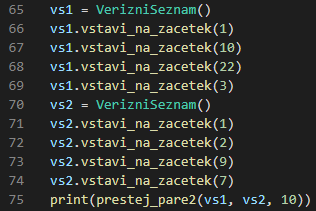 65 vs1 = VerizniSeznam()
66 vs1.vstavi_na_zacetek(1)
67 vs1.vstavi_na_zacetek(10)
68 vs1.vstavi_na_zacetek(22)
69 vs1.vstavi_na_zacetek(3)
70 vs2 = VerizniSeznam()
71 vs2.vstavi_na_zacetek(1)
72 vs2.vstavi_na_zacetek(2)
73 vs2.vstavi_na_zacetek(9)
74 vs2.vstavi_na_zacetek(7)
75 print(prestej_pare2(vs1, vs2, 10))